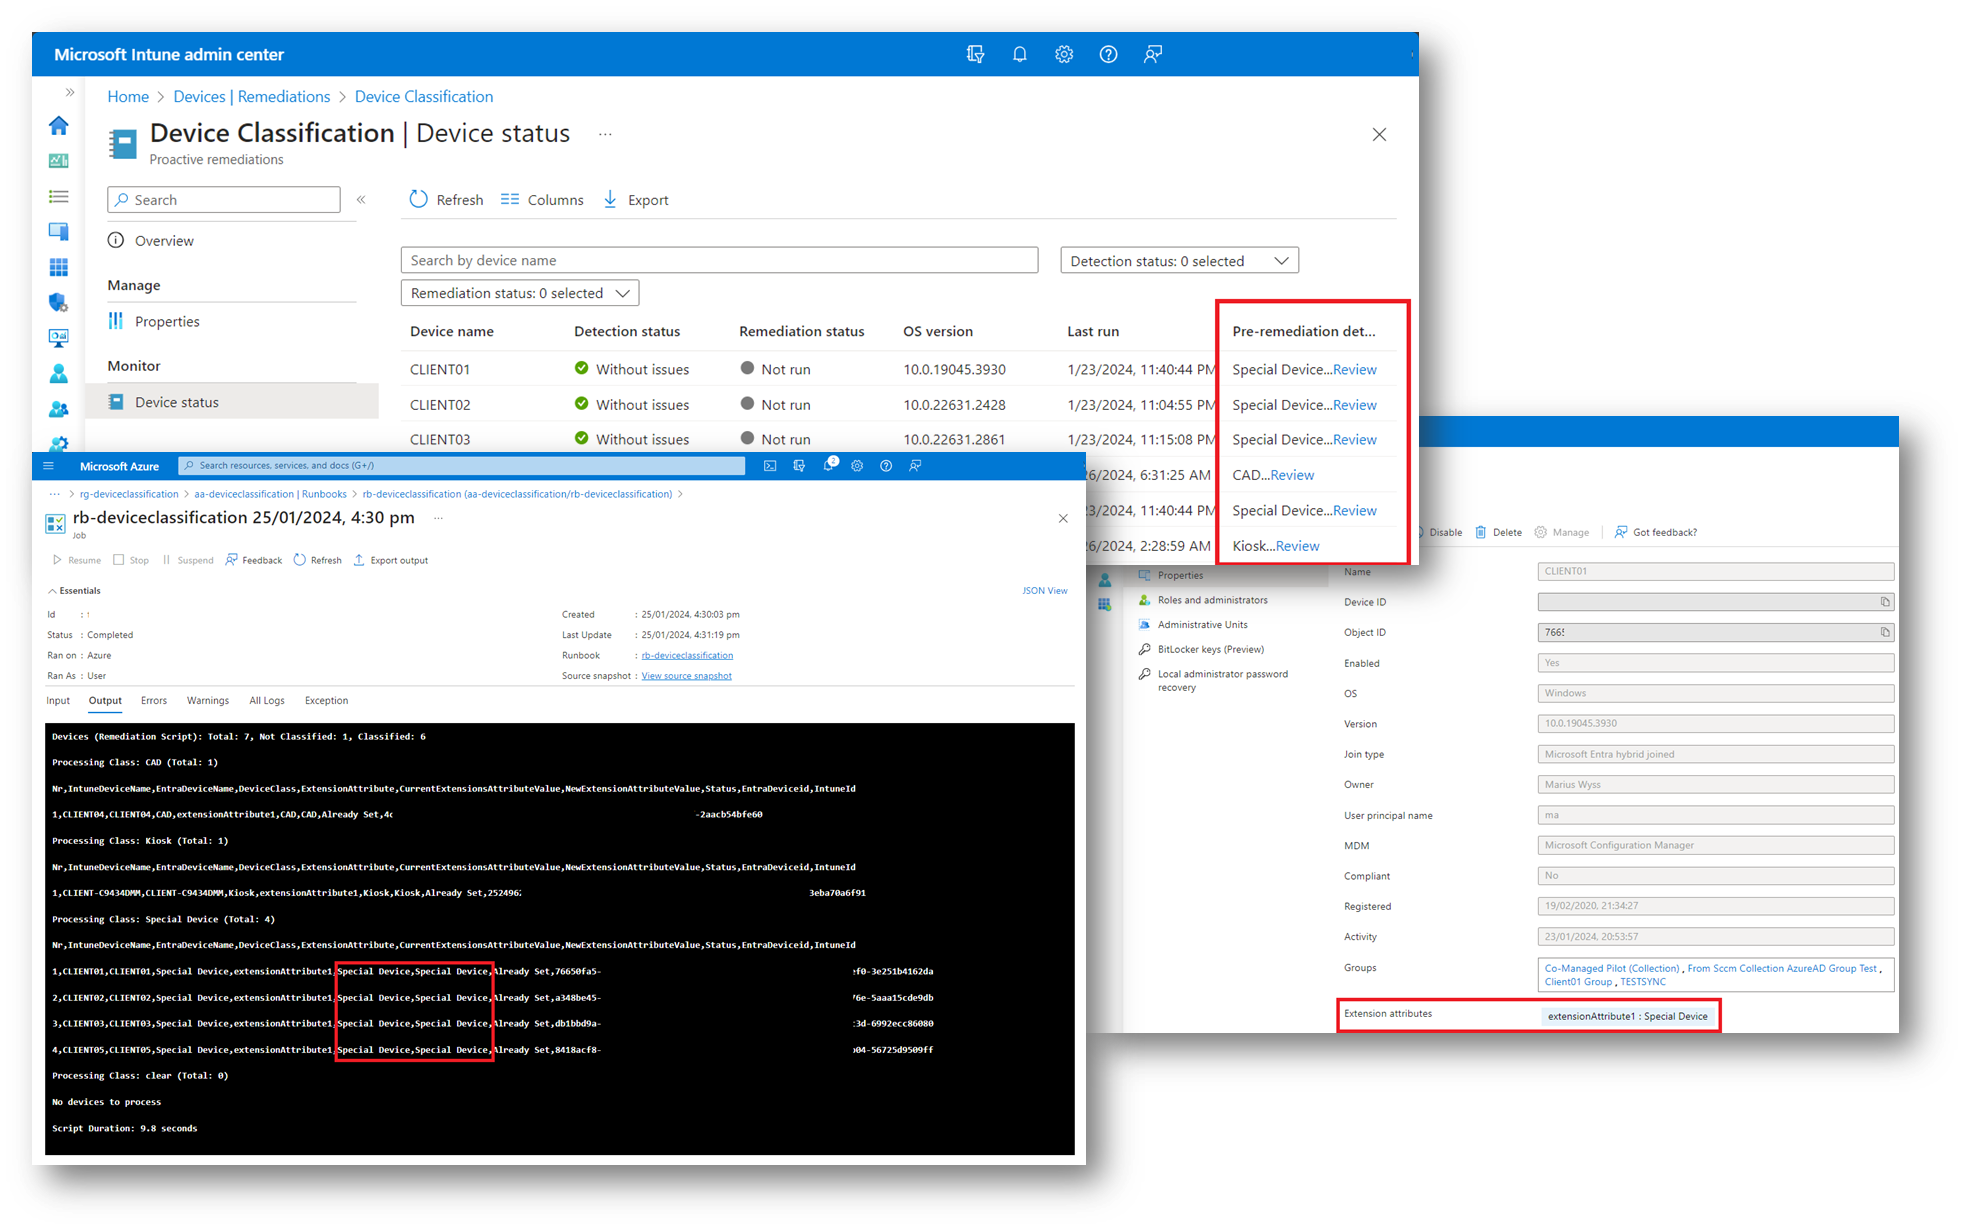 Microsoft Intune admin center
Home > Devices | Remediations > Device Classification
Device Classification | Device status ...
Proactive remediations
Search
Refresh Columns Export
Overview
Manage
Properties
Monitor
Device status
Search by device name
Detection status: 0 selected
Remediation status: 0 selected
Device name Detection status Remediation status OS version Last run Pre-remediation det...
CLIENT01 Without issues Not run 10.0.19045.3930 1/23/2024, 11:40:44 PM Special Device...Review
CLIENT02 Without issues Not run 10.0.22631.2428 1/23/2024, 11:04:55 PM Special Device...Review
CLIENT03 Without issues Not run 10.0.22631.2861 1/23/2024, 11:15:08 PM Special Device...Review
26/2024, 6:31:25 AM CAD...Review
23/2024, 11:40:44 PM Special Device...Review
26/2024, 2:28:59 AM Kiosk...Review
Microsoft Azure
Search resources, services, and docs (G+/)
2
... > rg-deviceclassification > aa-deviceclassification | Runbooks > rb-deviceclassification (aa-deviceclassification/rb-deviceclassification) >
rb-deviceclassification 25/01/2024, 4:30 pm ...
Job
Resume Stop Suspend Feedback Refresh Export output
Essentials
JSON View
Id :
Status : Completed
Ran on : Azure
Ran As : User
Created : 25/01/2024, 4:30:03 pm
Last Update : 25/01/2024, 4:31:19 pm
Runbook : rb-deviceclassification
Source snapshot : View source snapshot
Input Output Errors Warnings All Logs Exception
Devices (Remediation Script): Total: 7, Not Classified: 1, Classified: 6
Processing Class: CAD (Total: 1)
Nr,IntuneDeviceName,EntraDeviceName,DeviceClass,ExtensionAttribute,CurrentExtensionsAttributeValue,NewExtensionAttributeValue,Status,EntraDeviceid,IntuneId
1,CLIENT04,CLIENT04,CAD,extensionAttribute1,CAD,CAD,Already Set,4c -2aacb54bfe60
Processing Class: Kiosk (Total: 1)
Nr,IntuneDeviceName,EntraDeviceName,DeviceClass,ExtensionAttribute,CurrentExtensionsAttributeValue,NewExtensionAttributeValue,Status,EntraDeviceid,IntuneId
1,CLIENT-C9434DMM,CLIENT-C9434DMM,Kiosk,extensionAttribute1,Kiosk,Kiosk,Already Set,252496 3eba70a6f91
Processing Class: Special Device (Total: 4)
Nr,IntuneDeviceName,EntraDeviceName,DeviceClass,ExtensionAttribute,CurrentExtensionsAttributeValue,NewExtensionAttributeValue,Status,EntraDeviceid,IntuneId
1,CLIENT01,CLIENT01,Special Device,extensionAttribute1,Special Device,Special Device,Already Set,76650fa5- ef0-3e251b4162da
2,CLIENT02,CLIENT02,Special Device,extensionAttribute1,Special Device,Special Device,Already Set,a348be45- 76e-5aaa15cde9db
3,CLIENT03,CLIENT03,Special Device,extensionAttribute1,Special Device,Special Device,Already Set,db1bbd9a- 3d-6992ecc86080
4,CLIENT05,CLIENT05,Special Device,extensionAttribute1,Special Device,Special Device,Already Set,8418acf8- 04-56725d9509ff
Processing Class: clear (Total: 0)
No devices to process
Script Duration: 9.8 seconds
Disable Delete Manage Got feedback?
Properties
Roles and administrators
Administrative Units
BitLocker keys (Preview)
Local administrator password
recovery
Name CLIENT01
Device ID
Object ID 766
Enabled Yes
OS Windows
Version 10.0.19045.3930
Join type Microsoft Entra hybrid joined
Owner Marius Wyss
User principal name ma
MDM Microsoft Configuration Manager
Compliant No
Registered 19/02/2020, 21:34:27
Activity 23/01/2024, 20:53:57
Groups Co-Managed Pilot (Collection) , From Sccm Collection AzureAD Group Test ,
Client01 Group , TESTSYNC
Extension attributes extensionAttribute1 : Special Device